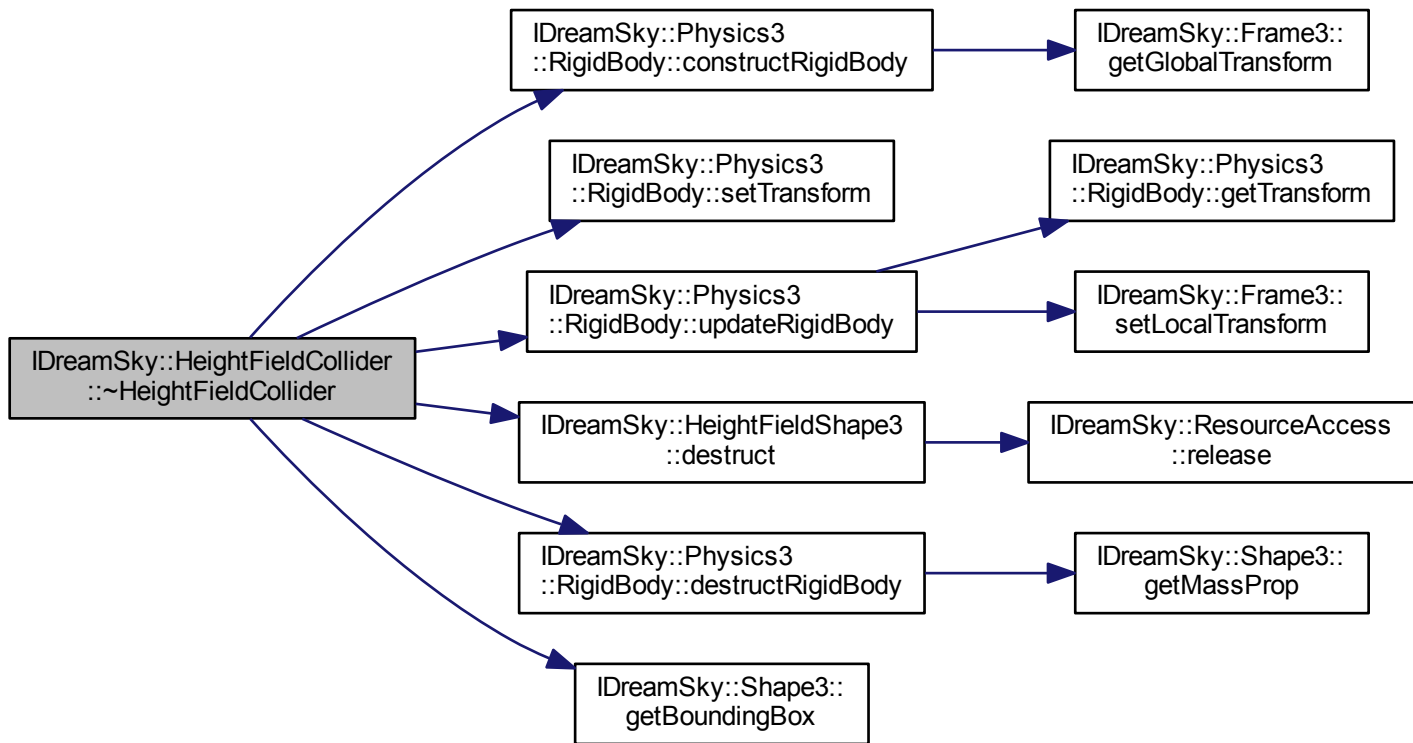 IDreamSky::Physics3
::RigidBody::constructRigidBody
IDreamSky::Frame3::
getGlobalTransform
IDreamSky::Physics3
::RigidBody::setTransform
IDreamSky::Physics3
::RigidBody::getTransform
IDreamSky::Physics3
::RigidBody::updateRigidBody
IDreamSky::Frame3::
setLocalTransform
IDreamSky::HeightFieldCollider
::~HeightFieldCollider
IDreamSky::HeightFieldShape3
::destruct
IDreamSky::ResourceAccess
::release
IDreamSky::Physics3
::RigidBody::destructRigidBody
IDreamSky::Shape3::
getMassProp
IDreamSky::Shape3::
getBoundingBox